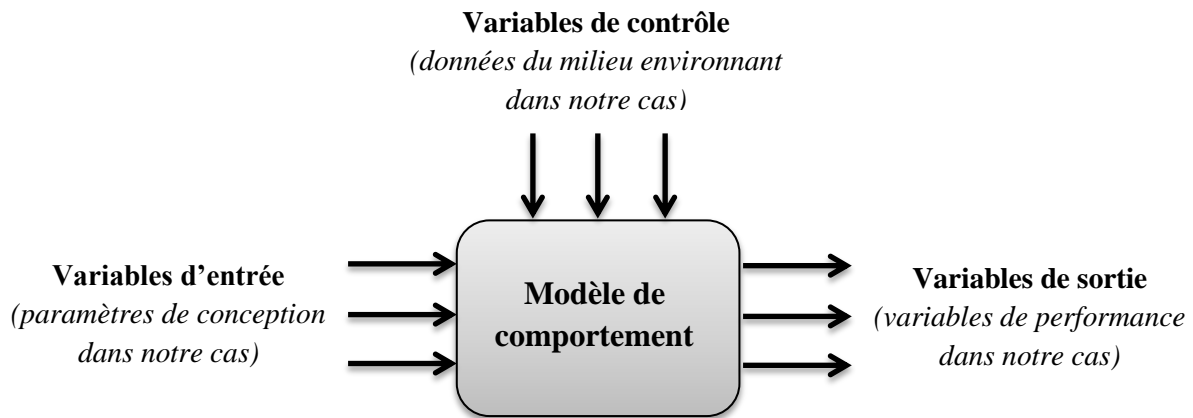 Variables de contrôle
(données du milieu environnant
dans notre cas)
Variables d’entrée
(paramètres de conception
dans notre cas)
Modèle de
comportement
Variables de sortie
(variables de performance
dans notre cas)